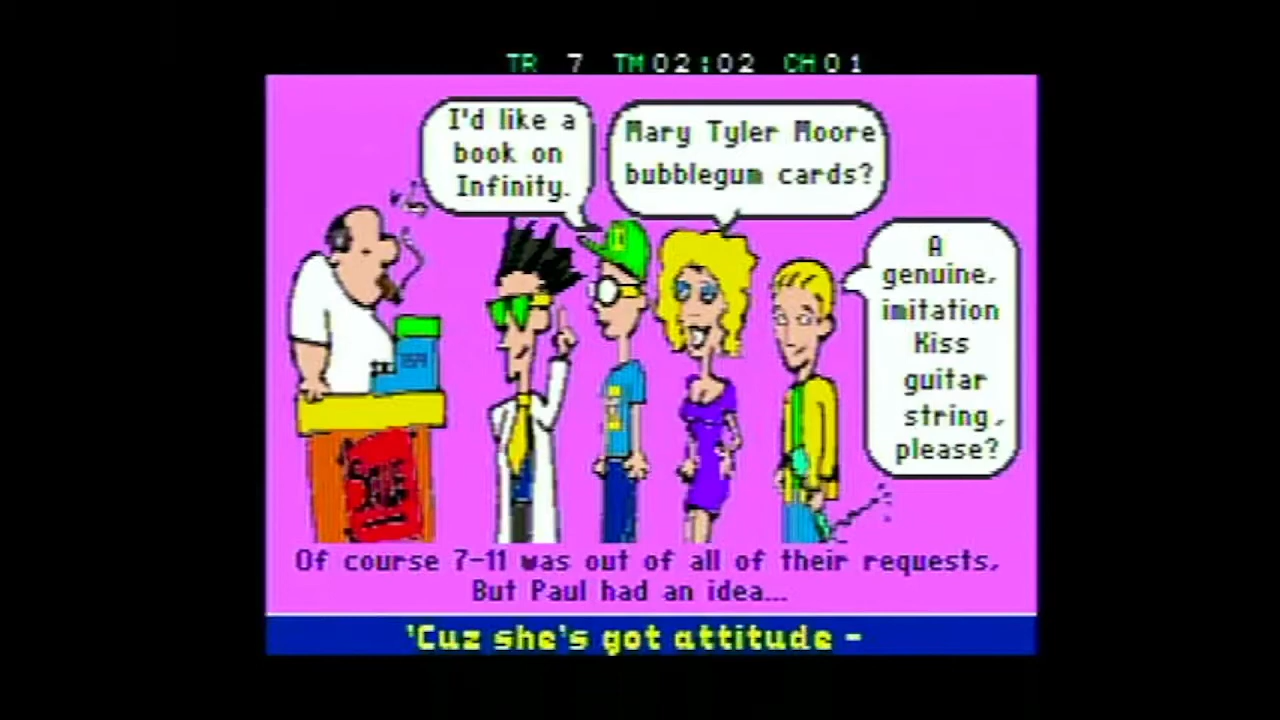 TR 7 TM02:02 CH01
I'd like a
book on
Infinity.
Mary Tyler Moore
bubblegum cards?
A
genuine,
imitation
Kiss
guitar
string,
please?
SALE
Of course 7-11 was out of all of their requests,
But Paul had an idea...
'Cuz she's got attitude -